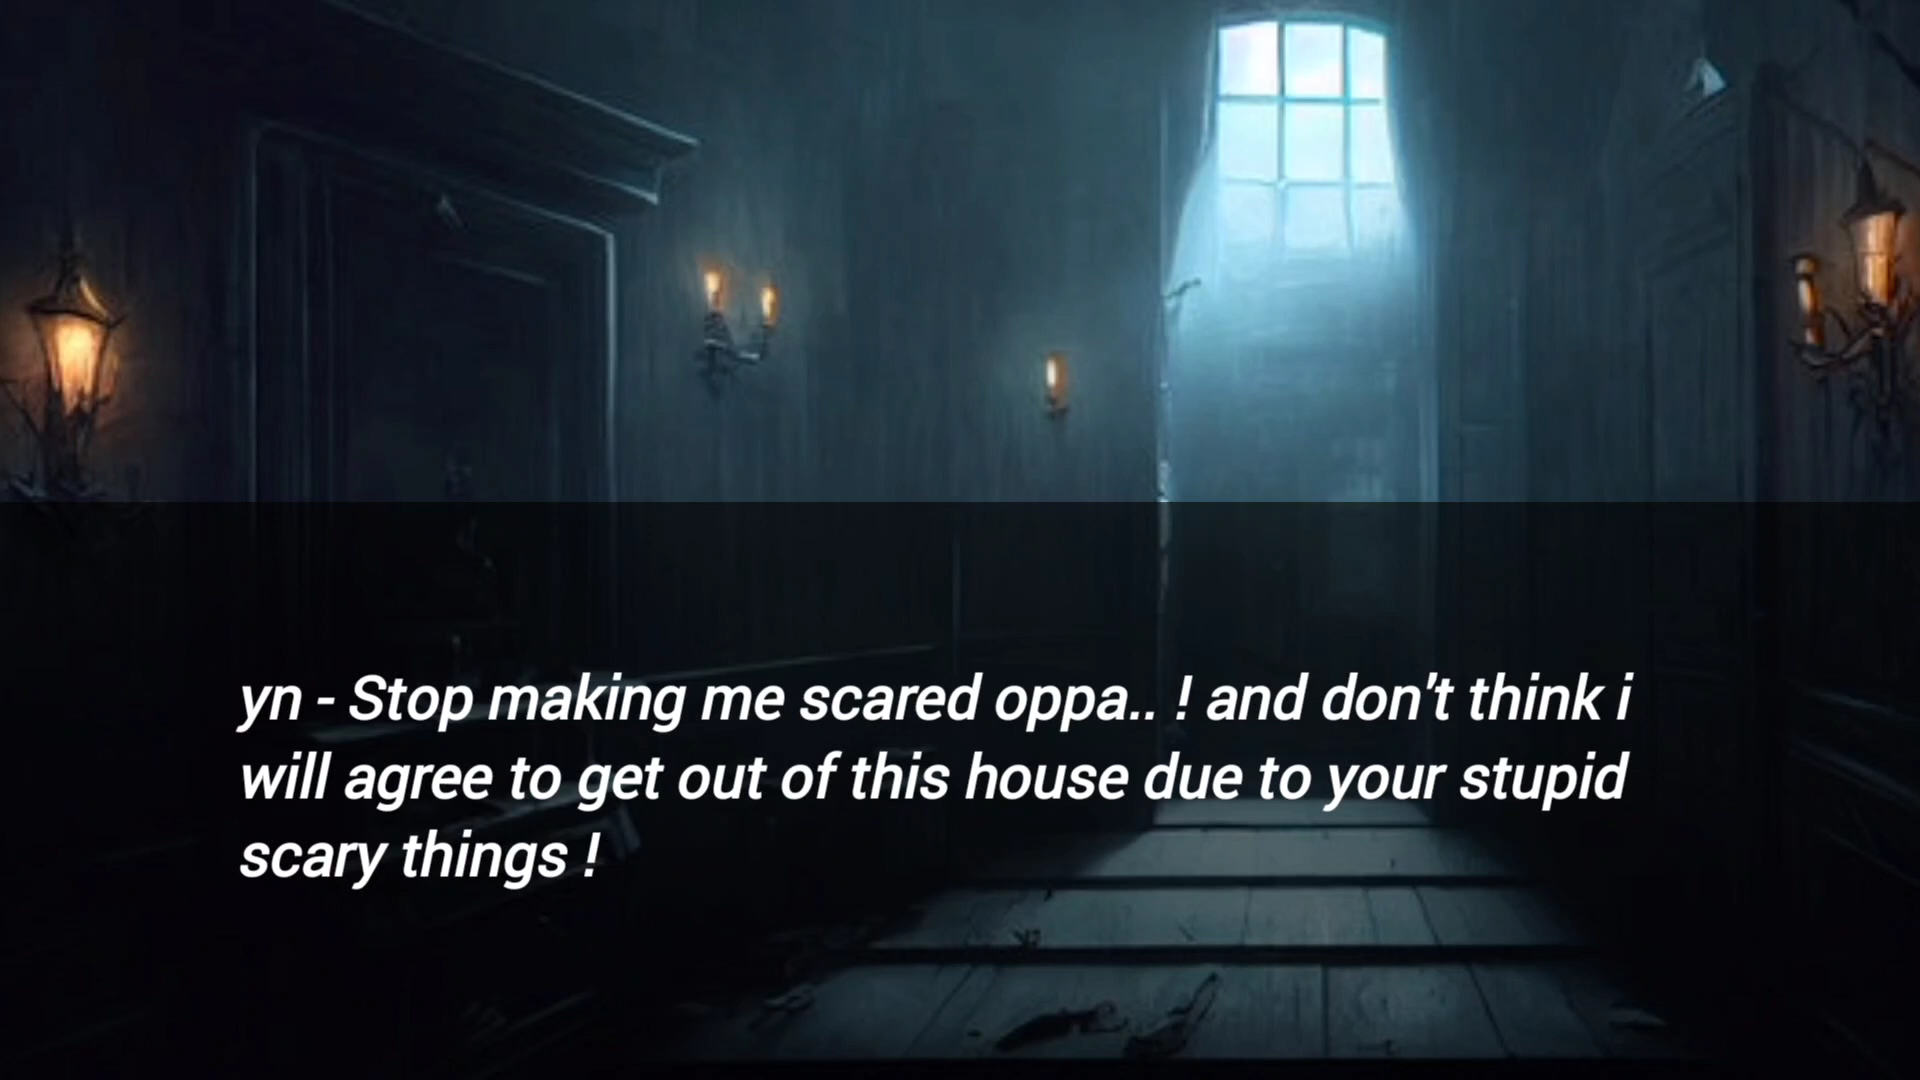 yn - Stop making me scared oppa.. ! and don't think i
will agree to get out of this house due to your stupid
scary things !